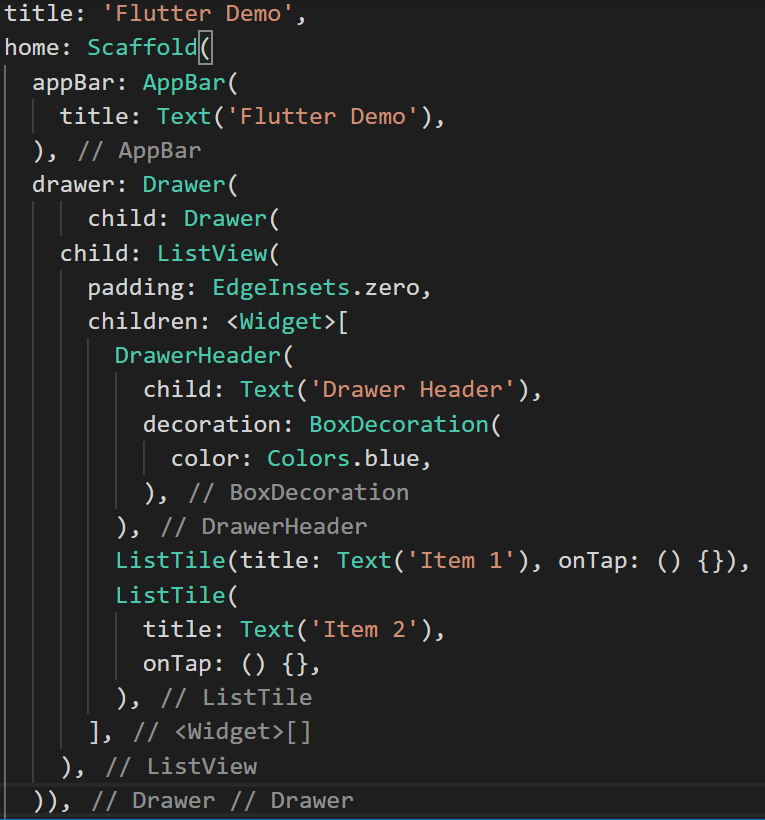 title: 'Flutter Demo',
home: Scaffold(
appBar: AppBar(
title: Text('Flutter Demo'),
), // AppBar
drawer: Drawer(
child: Drawer(
child: ListView(
padding: EdgeInsets.zero,
children: <Widget>[
DrawerHeader(
child: Text('Drawer Header'),
decoration: BoxDecoration(
color: Colors.blue,
), // BoxDecoration
), // DrawerHeader
ListTile(title: Text('Item 1'), onTap: () {}),
ListTile(
title: Text('Item 2'),
onTap: () {},
), // ListTile
], // <Widget>[]
), // ListView
)), // Drawer // Drawer